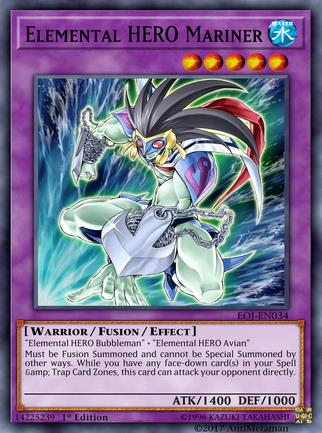 ELEMENTAL HERO MARINER
WATER
水
EOJ-EN034
[WARRIOR / FUSION / EFFECT]
"Elemental HERO Bubbleman" + "Elemental HERO Avian"
Must be Fusion Summoned and cannot be Special Summoned by
other ways. While you have any face-down card(s) in your Spell
&amp; Trap Card Zones, this card can attack your opponent directly.
ATK/1400 DEF/1000
14225239 1st Edition ©1996 KAZUKI TAKAHASHI
©2017 AntiMetaman